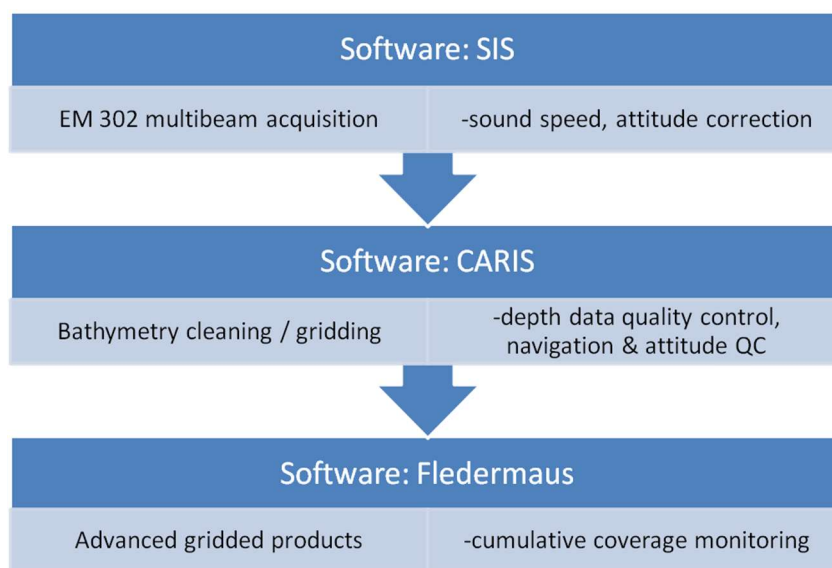 Software: SIS
EM 302 multibeam acquisition
-sound speed, attitude correction
Software: CARIS
Bathymetry cleaning / gridding
-depth data quality control,
navigation & attitude QC
Software: Fledermaus
Advanced gridded products
-cumulative coverage monitoring